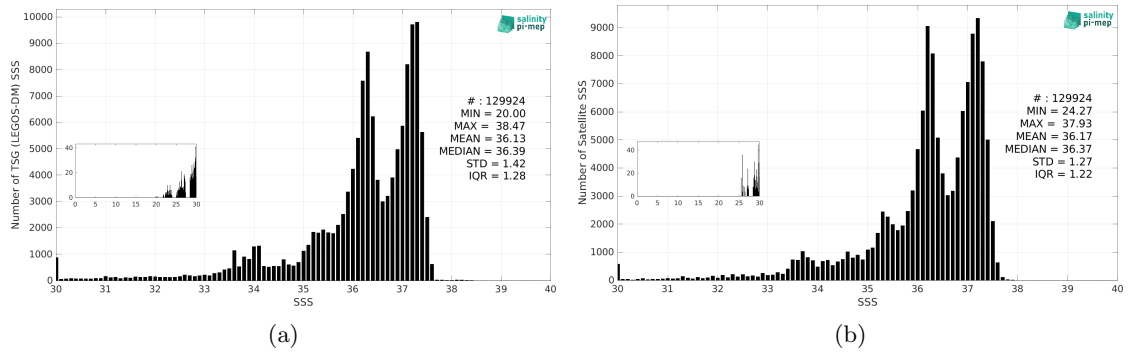 salinity
pi-mep
Number of TSG (LEGOS-DM) SSS
10000
9000
8000
7000
6000
5000
4000
3000
2000
1000
0
# : 129924
MIN = 20.00
MAX = 38.47
MEAN = 36.13
MEDIAN = 36.39
STD = 1.42
IQR = 1.28
40
20
0
0 5 10 15 20 25 30
30 31 32 33 34 35 36 37 38 39 40
SSS
(a)
salinity
pi-mep
Number of Satellite SSS
9000
8000
7000
6000
5000
4000
3000
2000
1000
0
# : 129924
MIN = 24.27
MAX = 37.93
MEAN = 36.17
MEDIAN = 36.37
STD = 1.27
IQR = 1.22
40
20
0
0 5 10 15 20 25 30
30 31 32 33 34 35 36 37 38 39 40
SSS
(b)